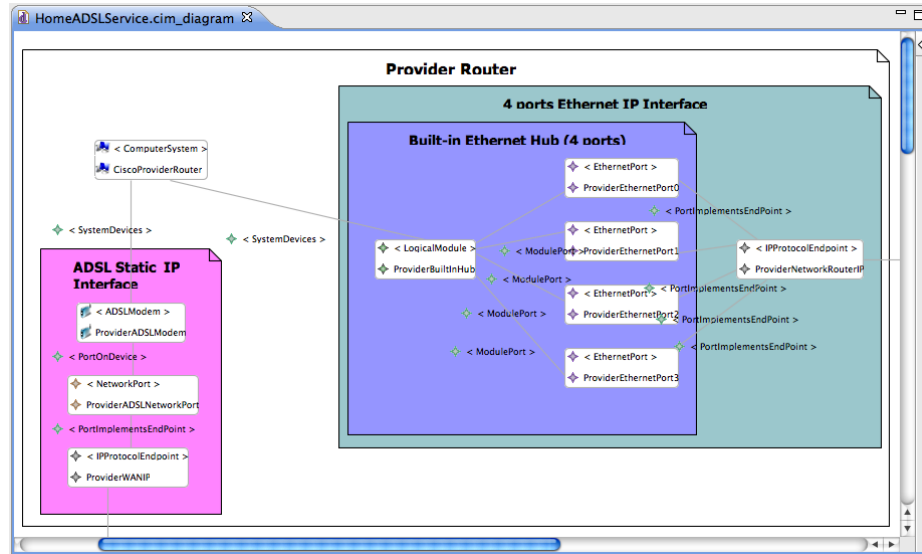 HomeADSLService.cim_diagram
Provider Router
4 ports Ethernet IP Interface
Built-in Ethernet Hub (4 ports)
< ComputerSystem >
CiscoProviderRouter
< EthernetPort >
ProviderEthernetPort0
< PortImplementsEndPoint >
< SystemDevices >
< SystemDevices >
< EthernetPort >
ProviderEthernetPort1
< LogicalModule >
ProviderBuiltInHub
< ModulePort >
< IPProtocolEndpoint >
ProviderNetworkRouterIP
ADSL Static IP
Interface
< ModulePort >
< EthernetPort >
ProviderEthernetPort2
< PortImplementsEndPoint >
< ADSLModem >
ProviderADSLModem
< ModulePort >
< PortImplementsEndPoint >
< PortOnDevice >
< ModulePort >
< EthernetPort >
ProviderEthernetPort3
< PortImplementsEndPoint >
< NetworkPort >
ProviderADSLNetworkPort
< PortImplementsEndPoint >
< IPProtocolEndpoint >
ProviderWANIP